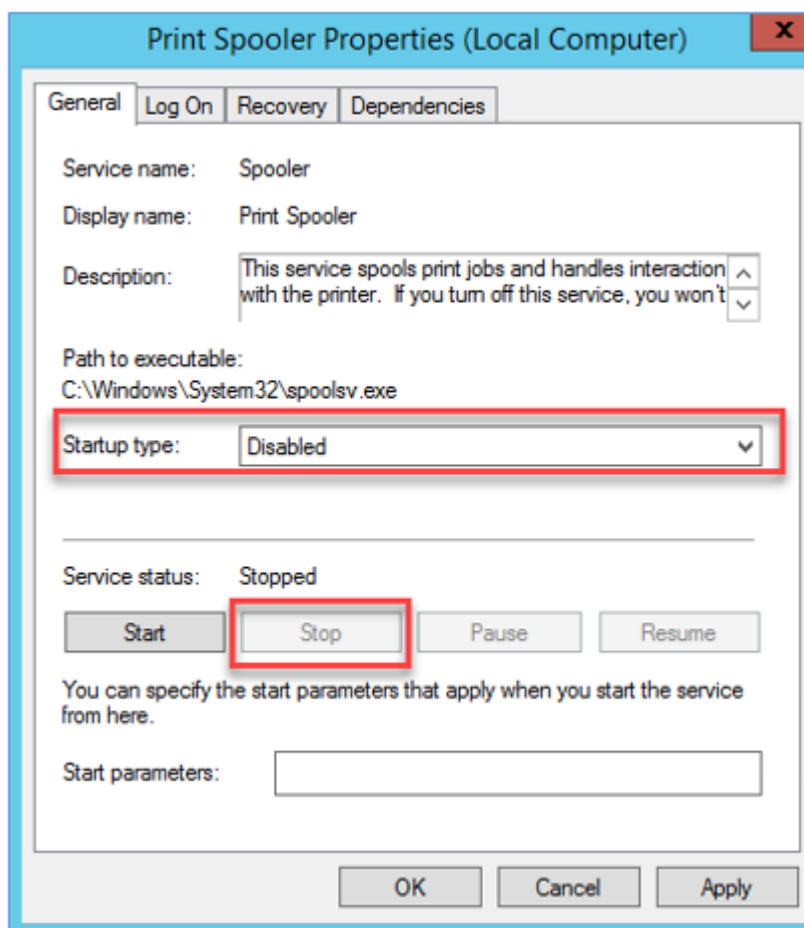 Print Spooler Properties (Local Computer)
x
General Log On Recovery Dependencies
Service name: Spooler
Display name: Print Spooler
Description: This service spools print jobs and handles interaction
with the printer. If you turn off this service, you won't
Path to executable:
C:\Windows\System32\spoolsv.exe
Startup type: Disabled
Service status: Stopped
Start Stop Pause Resume
You can specify the start parameters that apply when you start the service
from here.
Start parameters:
OK Cancel Apply